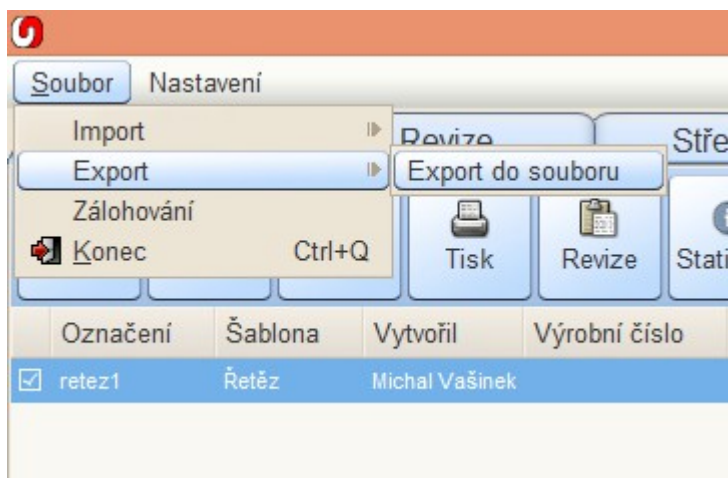 Soubor Nastavení
Import Revize Stře
Export Export do souboru
Zálohování
Konec Ctrl+Q Tisk Revize Stati
Označení Šablona Vytvořil Výrobní číslo
retez1 Řetěz Michal Vašinek